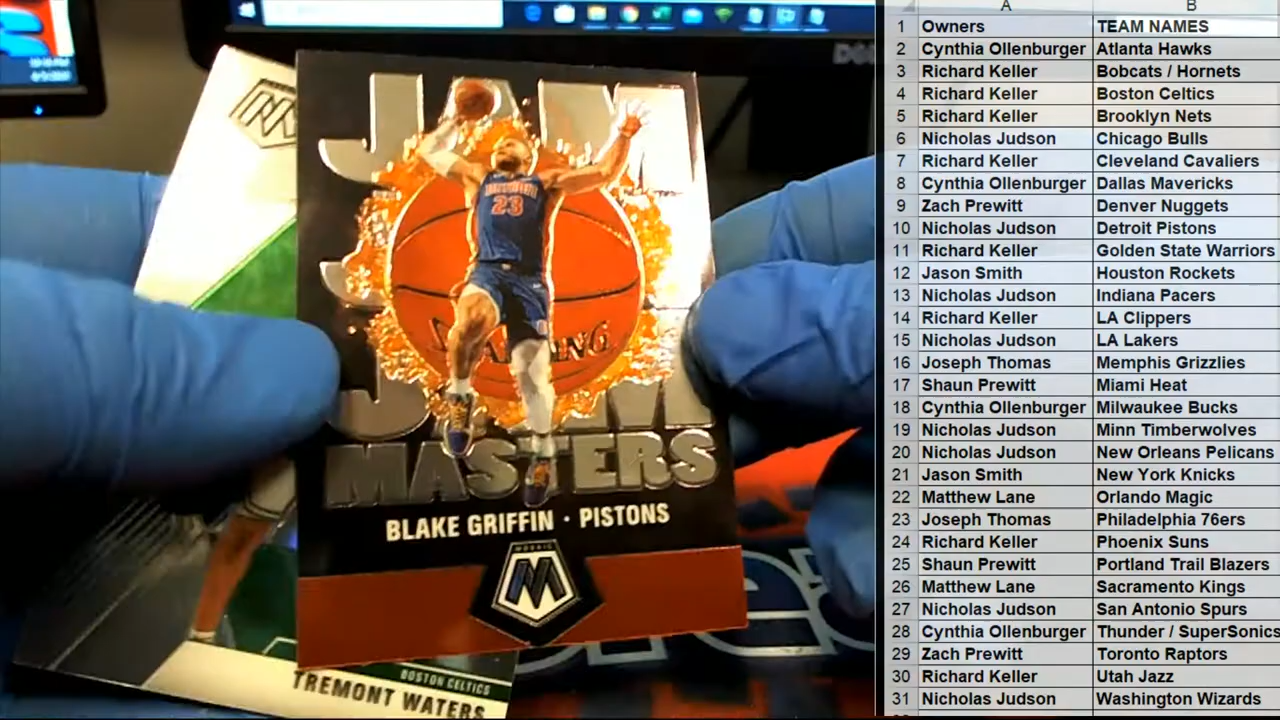 JAM
JAM
JAM
MASTERS
DETROIT
23
SPALDING
BLAKE GRIFFIN · PISTONS
MOSAIC
M
BOSTON CELTICS
TREMONT WATERS
A B
1 Owners TEAM NAMES
2 Cynthia Ollenburger Atlanta Hawks
3 Richard Keller Bobcats / Hornets
4 Richard Keller Boston Celtics
5 Richard Keller Brooklyn Nets
6 Nicholas Judson Chicago Bulls
7 Richard Keller Cleveland Cavaliers
8 Cynthia Ollenburger Dallas Mavericks
9 Zach Prewitt Denver Nuggets
10 Nicholas Judson Detroit Pistons
11 Richard Keller Golden State Warriors
12 Jason Smith Houston Rockets
13 Nicholas Judson Indiana Pacers
14 Richard Keller LA Clippers
15 Nicholas Judson LA Lakers
16 Joseph Thomas Memphis Grizzlies
17 Shaun Prewitt Miami Heat
18 Cynthia Ollenburger Milwaukee Bucks
19 Nicholas Judson Minn Timberwolves
20 Nicholas Judson New Orleans Pelicans
21 Jason Smith New York Knicks
22 Matthew Lane Orlando Magic
23 Joseph Thomas Philadelphia 76ers
24 Richard Keller Phoenix Suns
25 Shaun Prewitt Portland Trail Blazers
26 Matthew Lane Sacramento Kings
27 Nicholas Judson San Antonio Spurs
28 Cynthia Ollenburger Thunder / SuperSonics
29 Zach Prewitt Toronto Raptors
30 Richard Keller Utah Jazz
31 Nicholas Judson Washington Wizards